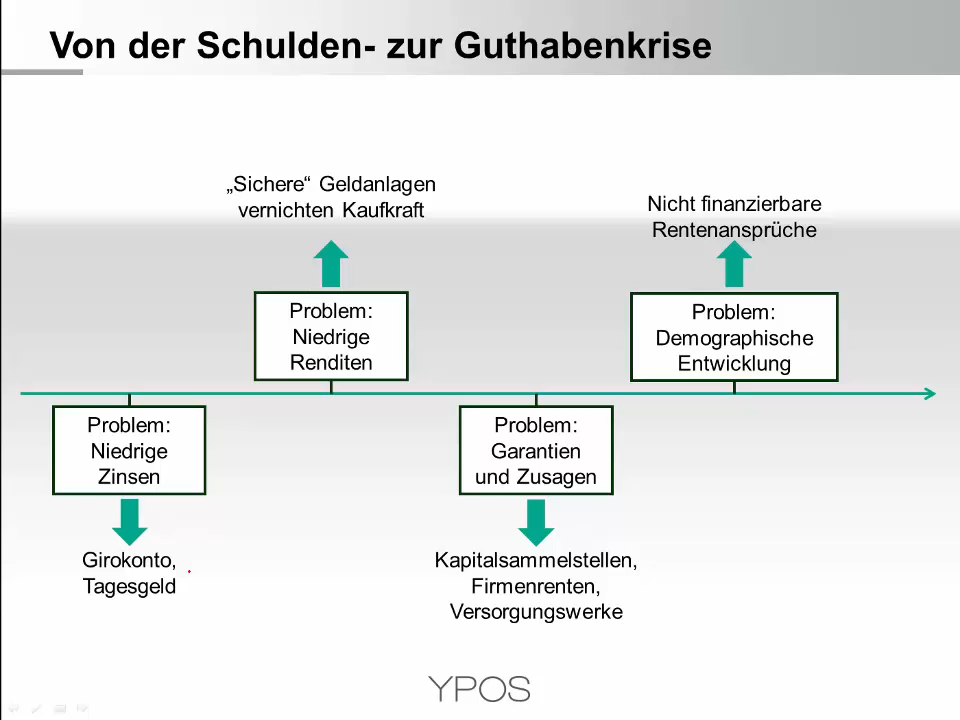 Von der Schulden- zur Guthabenkrise
„Sichere“ Geldanlagen
vernichten Kaufkraft
Nicht finanzierbare
Rentenansprüche
Problem:
Niedrige
Renditen
Problem:
Demographische
Entwicklung
Problem:
Niedrige
Zinsen
Problem:
Garantien
und Zusagen
Girokonto,
Tagesgeld
Kapitalsammelstellen,
Firmenrenten,
Versorgungswerke
YPOS